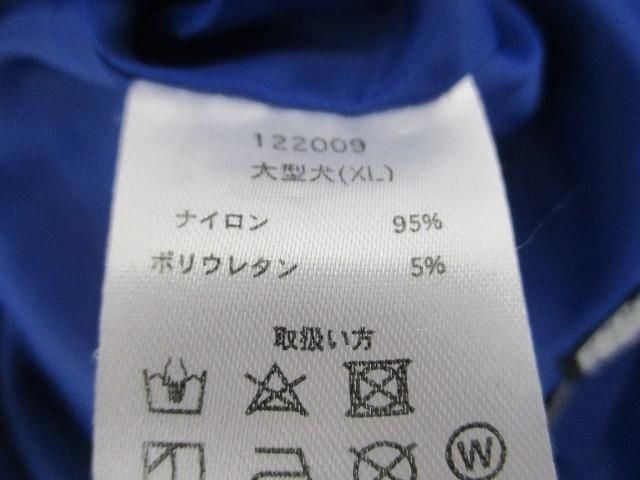 122009
大型犬(XL)
ナイロン 95%
ポリウレタン 5%
取扱い方
W